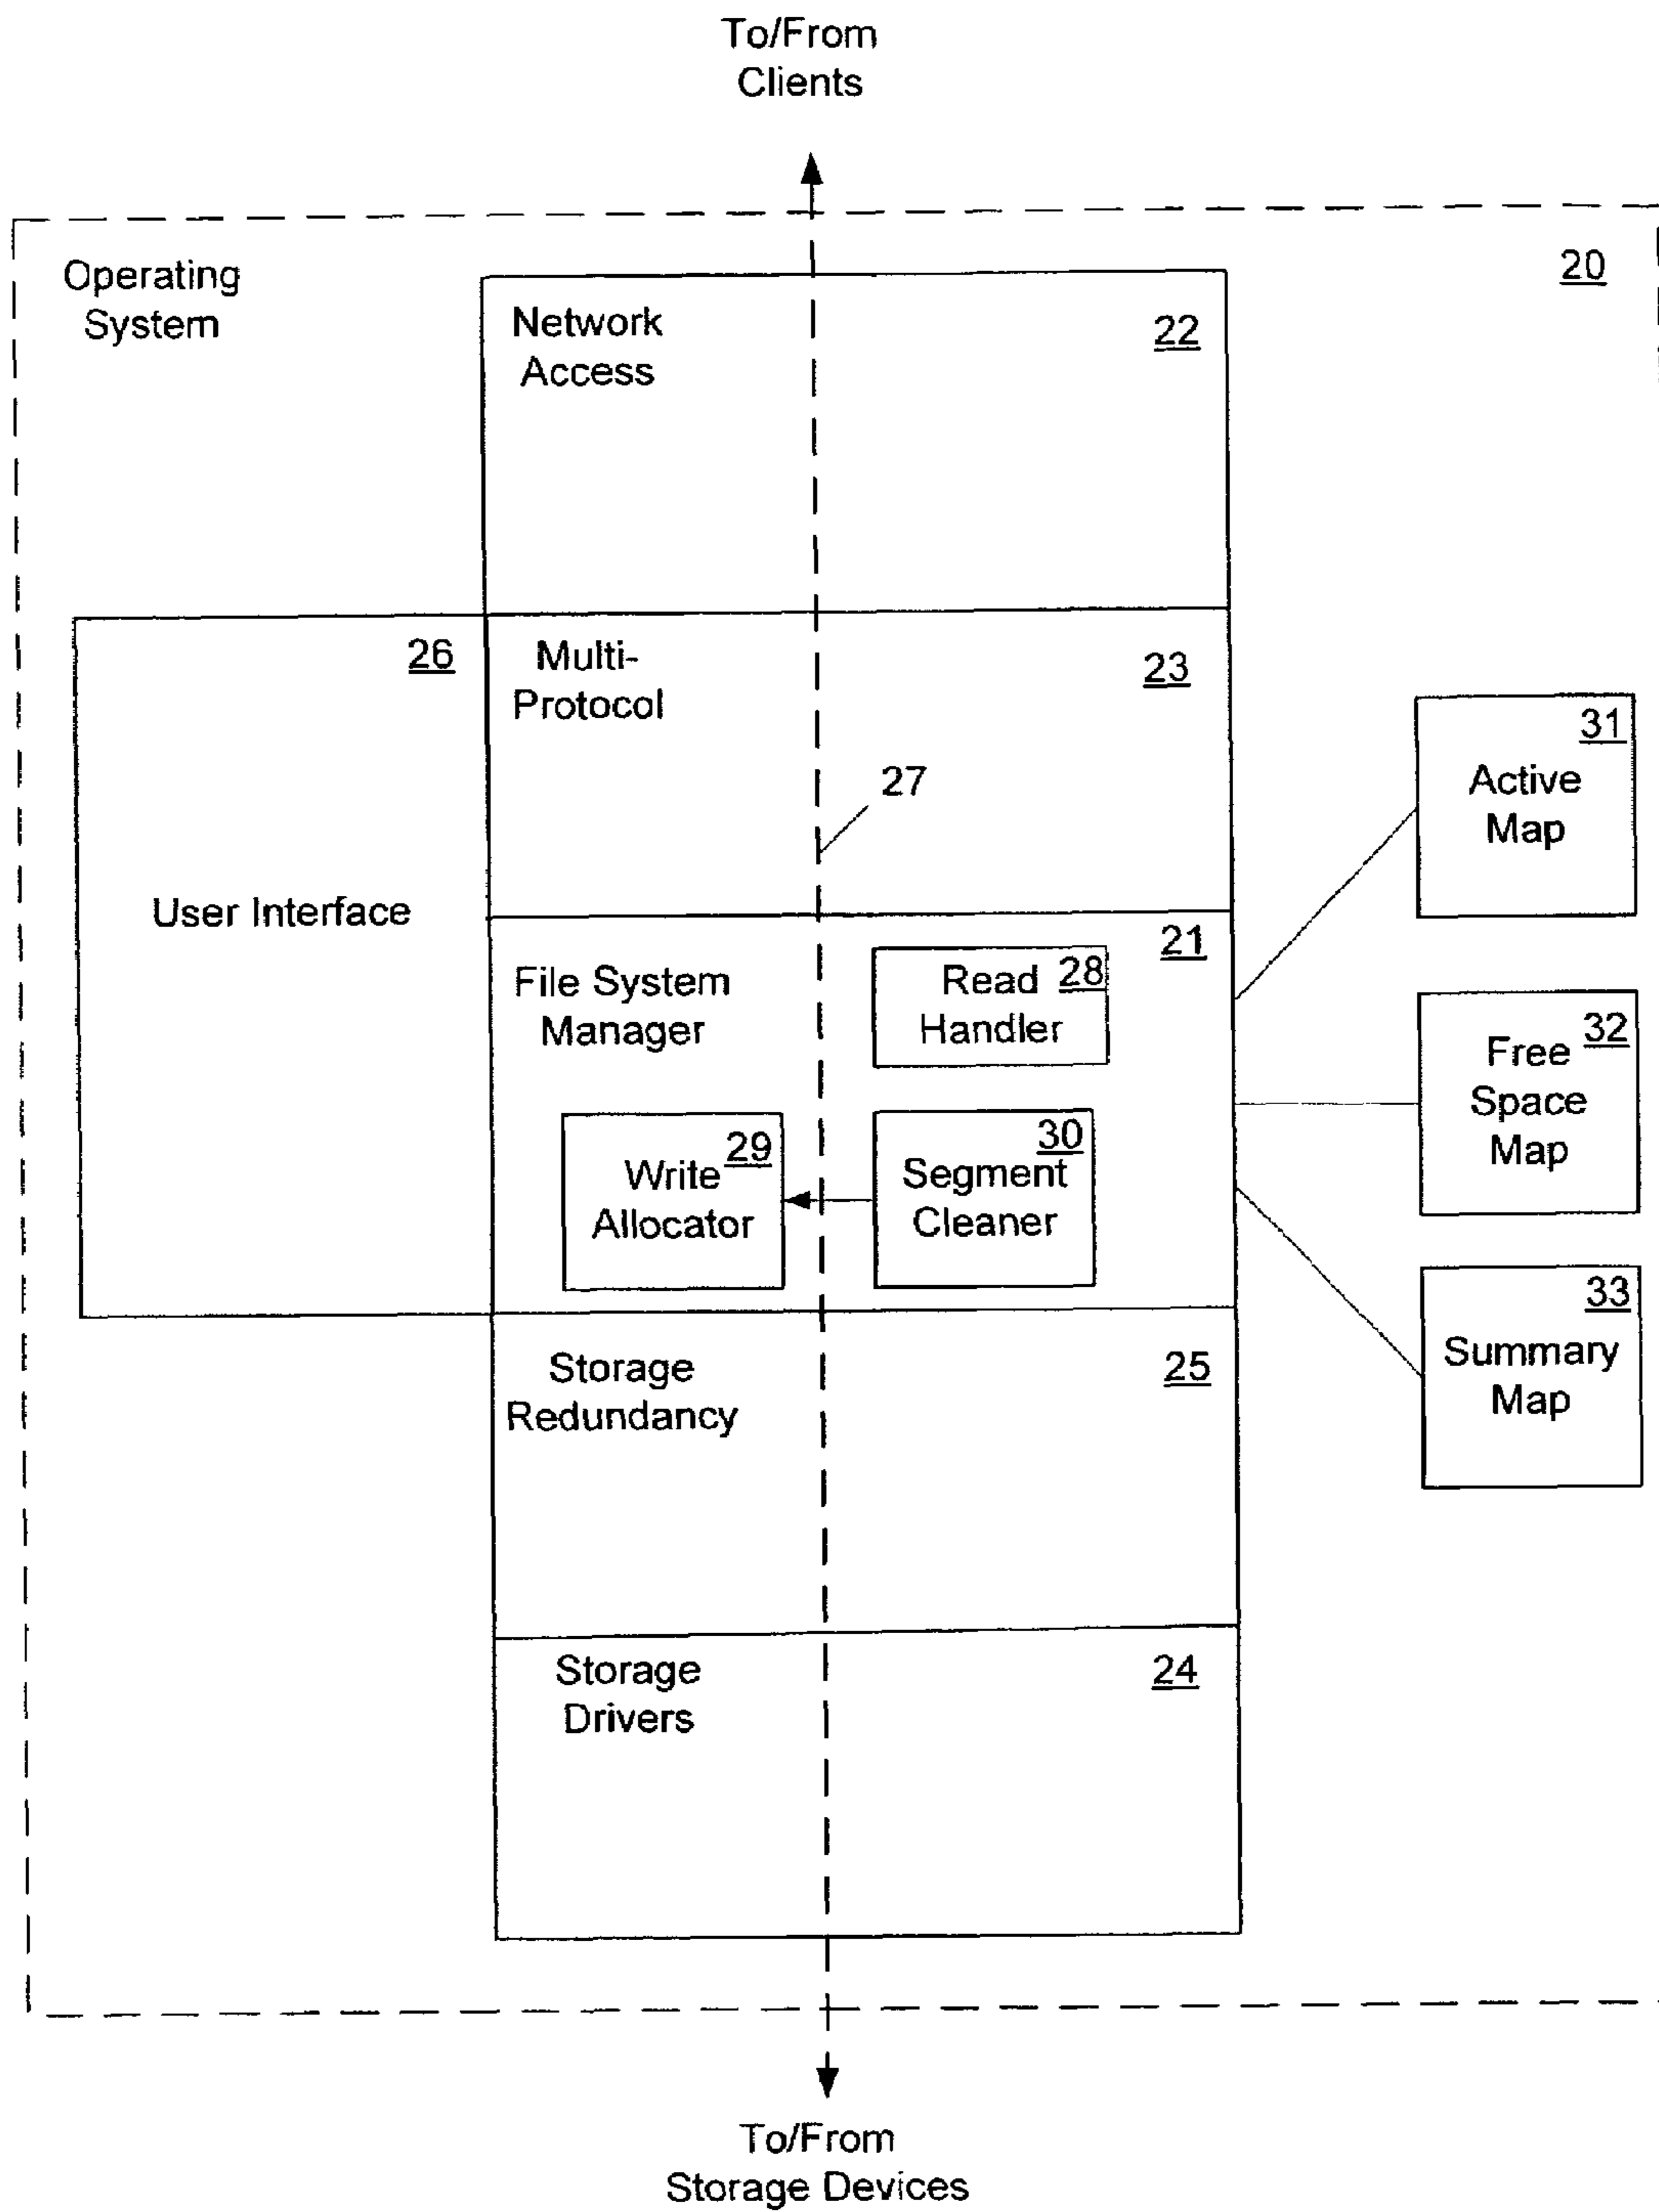 To/From
Clients
Operating
System
20
Network
Access
22
26
User Interface
Multi-
Protocol
23
27
31
Active
Map
21
File System
Manager
Read 28
Handler
32
Free
Space
Map
29
Write
Allocator
30
Segment
Cleaner
33
Summary
Map
Storage
Redundancy
25
Storage
Drivers
24
To/From
Storage Devices